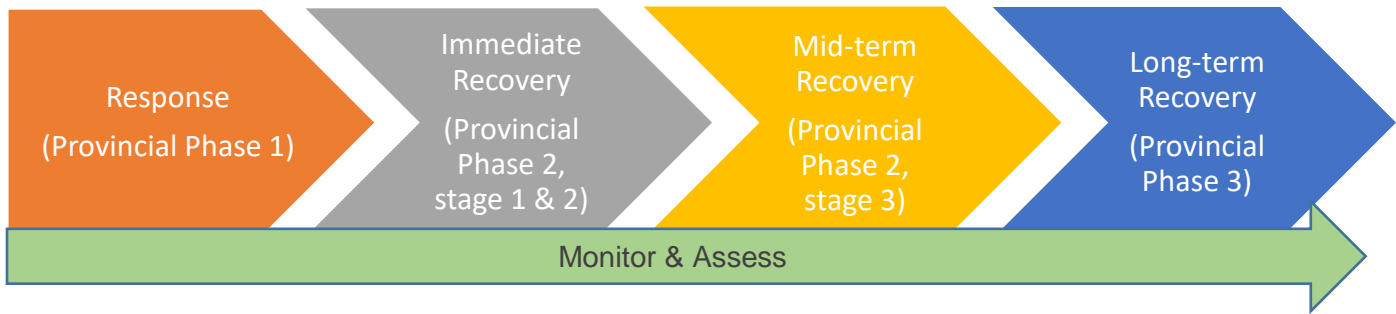 Response
(Provincial Phase 1)
Immediate
Recovery
(Provincial
Phase 2,
stage 1 & 2)
Mid-term
Recovery
(Provincial
Phase 2,
stage 3)
Long-term
Recovery
(Provincial
Phase 3)
Monitor & Assess